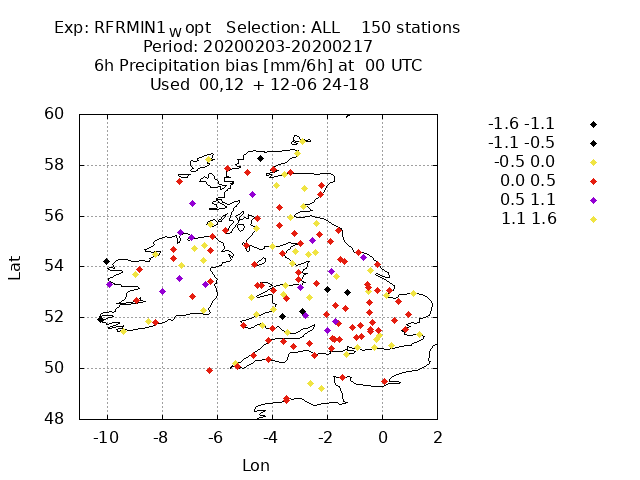 Exp: RFRMIN1_W opt   Selection: ALL    150 stations
Period: 20200203-20200217
6h Precipitation bias [mm/6h] at  00 UTC
Used  00,12  + 12-06 24-18
-1.6 -1.1
-1.1 -0.5
-0.5 0.0
0.0 0.5
0.5 1.1
1.1 1.6
60
58
56
54
52
50
48
Lat
-10 -8 -6 -4 -2 0 2
Lon